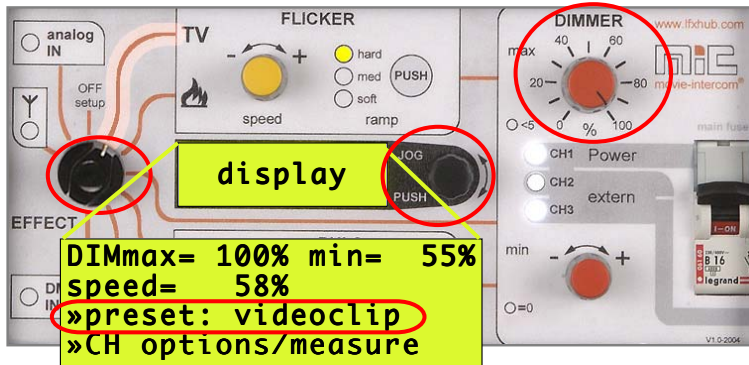 analog
IN
OFF
setup
EFFECT
TV
FLICKER
- +
speed
hard
med
soft
ramp
PUSH
display
JOG
PUSH
DIMMER
max
0 20 40 60 80 100
%
<5
CH1 Power
CH2
extern
CH3
min
- +
=0
www.lfxhub.com
MIC
movie-intercom®
main fuse
I-ON
B 16
legrand
V1.0-2004
DIMmax= 100% min= 55%
speed= 58%
»preset: videoclip
»CH options/measure